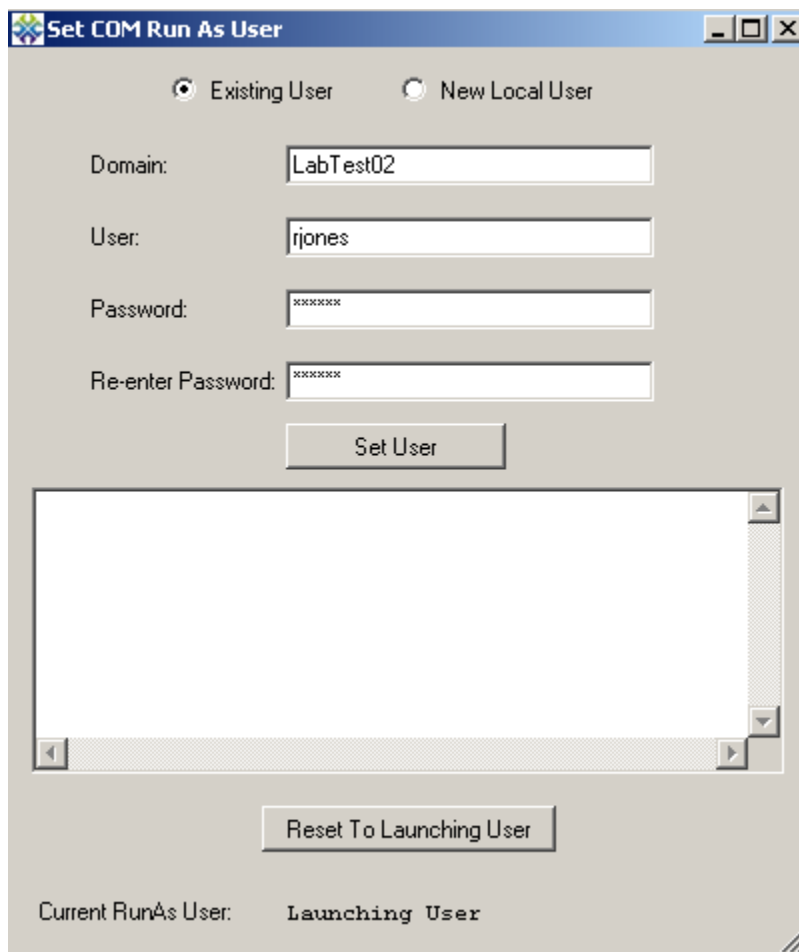 Set COM Run As User
Existing User New Local User
Domain: LabTest02
User: rjones
Password: ******
Re-enter Password: ******
Set User
Reset To Launching User
Current RunAs User: Launching User